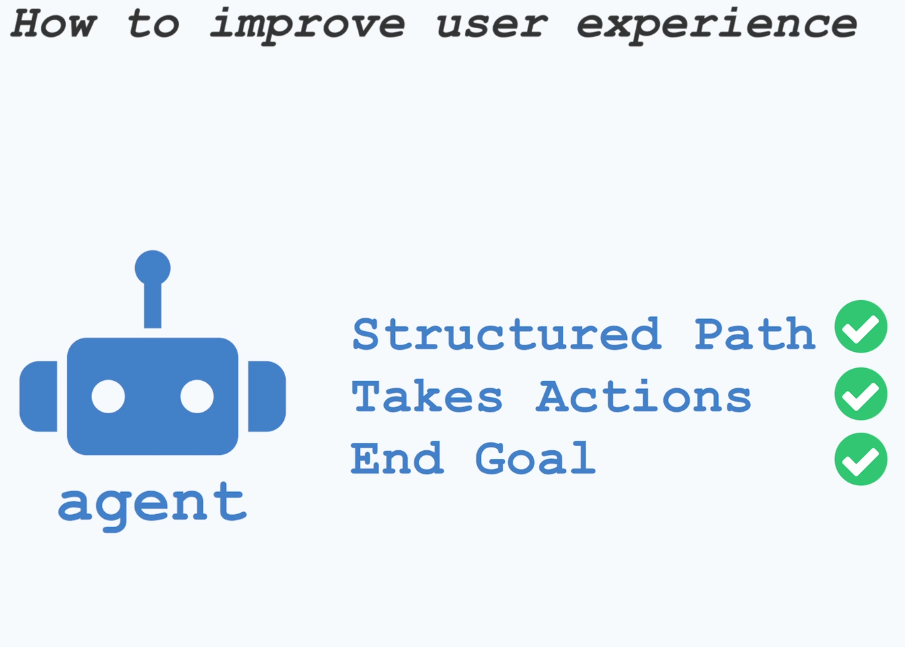 How to improve user experience
Structured Path
Takes Actions
End Goal
agent